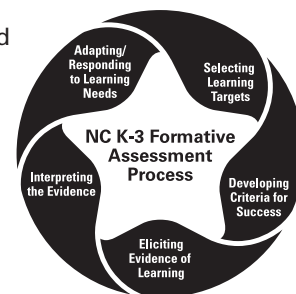 d
Adapting/
Responding
to Learning
Needs
Selecting
Learning
Targets
NC K-3 Formative
Assessment
Process
Interpreting
the Evidence
Developing
Criteria for
Success
Eliciting
Evidence of
Learning